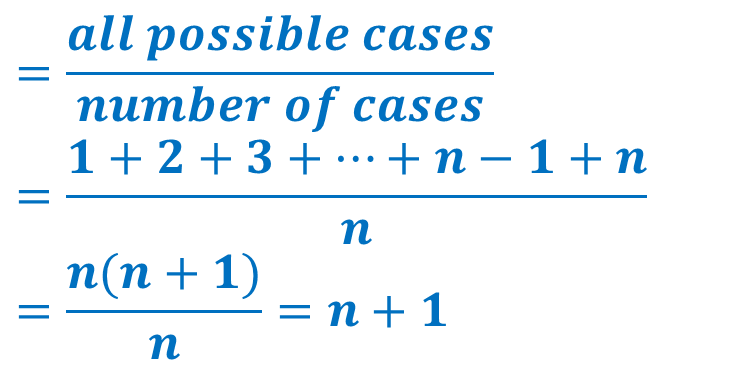 = all possible cases / number of cases
= 1 + 2 + 3 + ⋯ + n − 1 + n / n
= n(n + 1) / n = n + 1